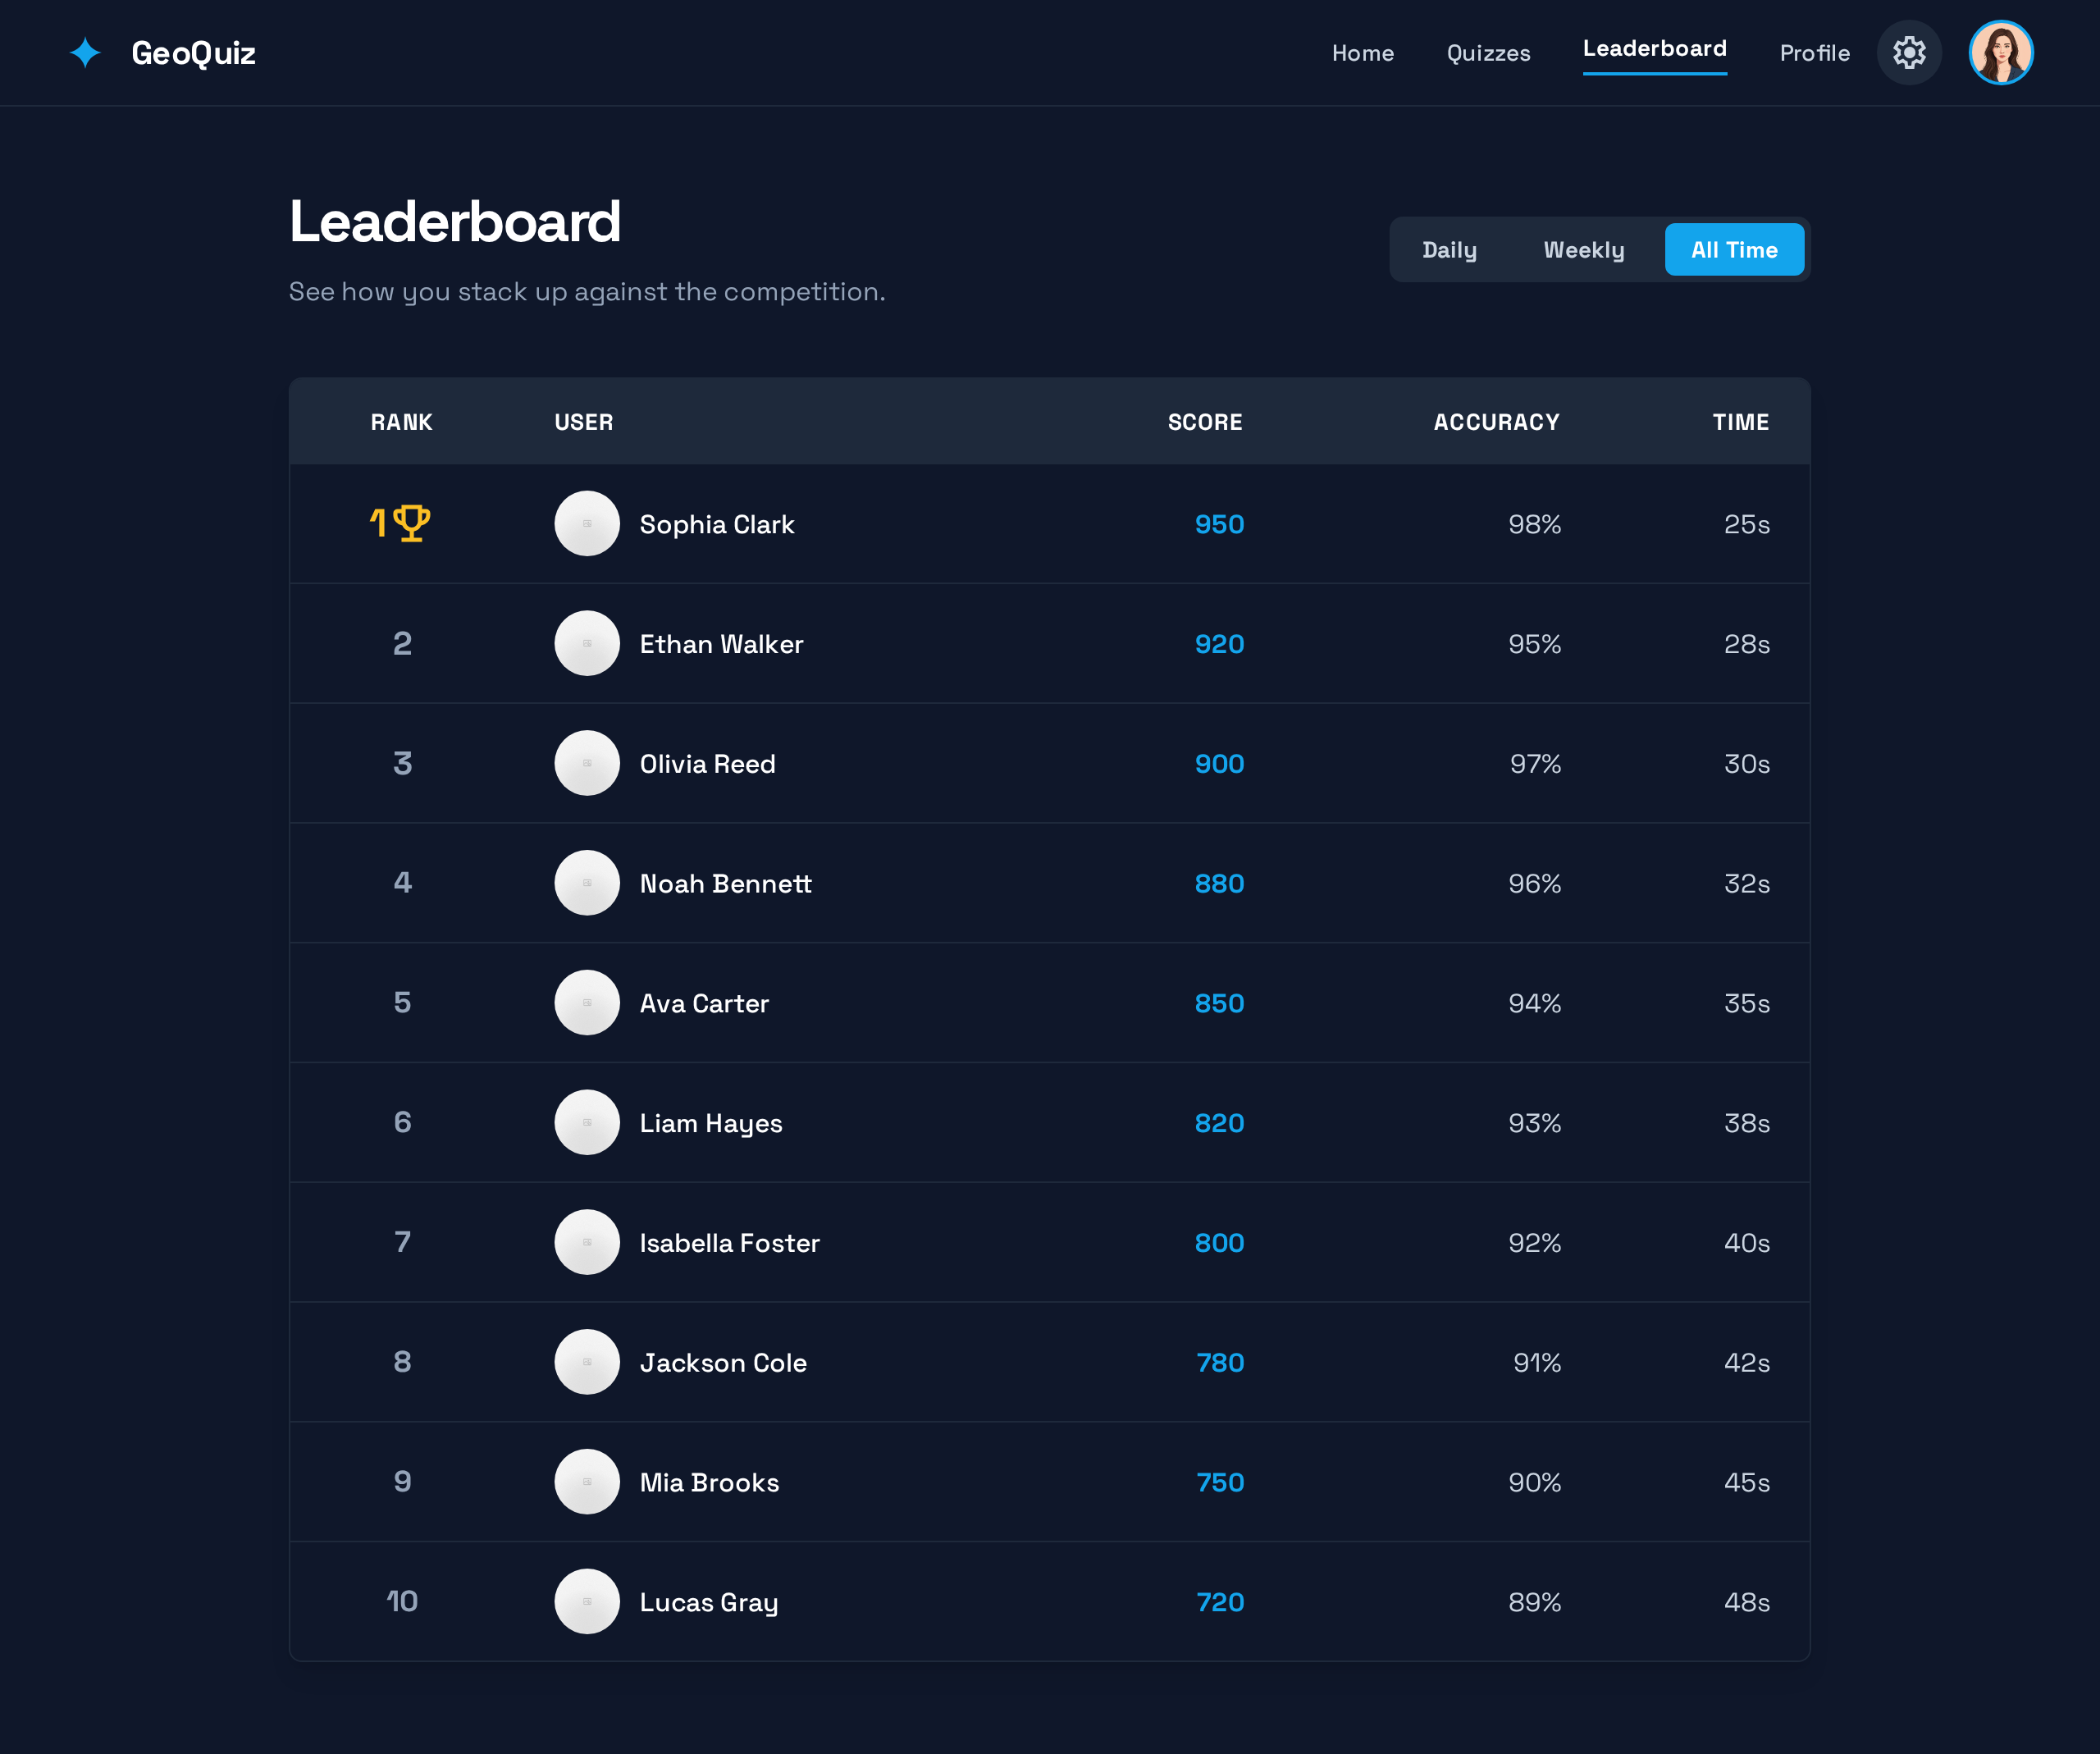 GeoQuiz
Home Quizzes Leaderboard Profile
Leaderboard
See how you stack up against the competition.
Daily Weekly All Time
RANK USER SCORE ACCURACY TIME
1 Sophia Clark 950 98% 25s
2 Ethan Walker 920 95% 28s
3 Olivia Reed 900 97% 30s
4 Noah Bennett 880 96% 32s
5 Ava Carter 850 94% 35s
6 Liam Hayes 820 93% 38s
7 Isabella Foster 800 92% 40s
8 Jackson Cole 780 91% 42s
9 Mia Brooks 750 90% 45s
10 Lucas Gray 720 89% 48s